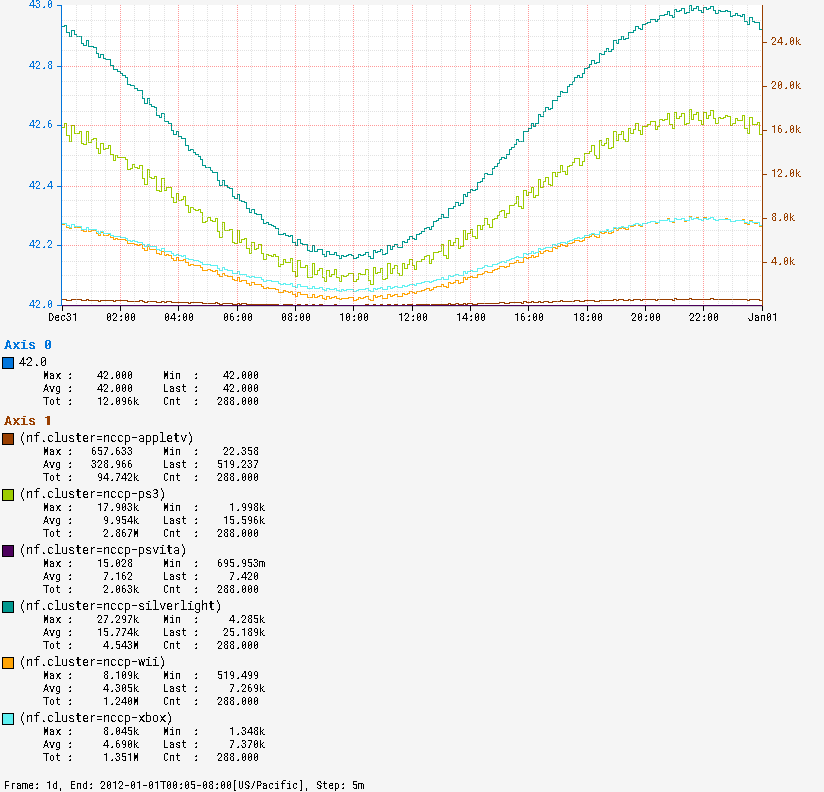 43.0
42.8
42.6
42.4
42.2
42.0
24.0k
20.0k
16.0k
12.0k
8.0k
4.0k
Dec31 02:00 04:00 06:00 08:00 10:00 12:00 14:00 16:00 18:00 20:00 22:00 Jan01
Axis 0
42.0
Max : 42.000 Min : 42.000
Avg : 42.000 Last : 42.000
Tot : 12.096k Cnt : 288.000
Axis 1
(nf.cluster=nccp-appletv)
Max : 657.633 Min : 22.358
Avg : 328.966 Last : 519.237
Tot : 94.742k Cnt : 288.000
(nf.cluster=nccp-ps3)
Max : 17.903k Min : 1.998k
Avg : 9.954k Last : 15.596k
Tot : 2.867M Cnt : 288.000
(nf.cluster=nccp-psvita)
Max : 15.028 Min : 695.953m
Avg : 7.162 Last : 7.420
Tot : 2.063k Cnt : 288.000
(nf.cluster=nccp-silverlight)
Max : 27.297k Min : 4.285k
Avg : 15.774k Last : 25.189k
Tot : 4.543M Cnt : 288.000
(nf.cluster=nccp-wii)
Max : 8.109k Min : 519.499
Avg : 4.305k Last : 7.269k
Tot : 1.240M Cnt : 288.000
(nf.cluster=nccp-xbox)
Max : 8.045k Min : 1.348k
Avg : 4.690k Last : 7.370k
Tot : 1.351M Cnt : 288.000
Frame: 1d, End: 2012-01-01T00:05-08:00[US/Pacific], Step: 5m